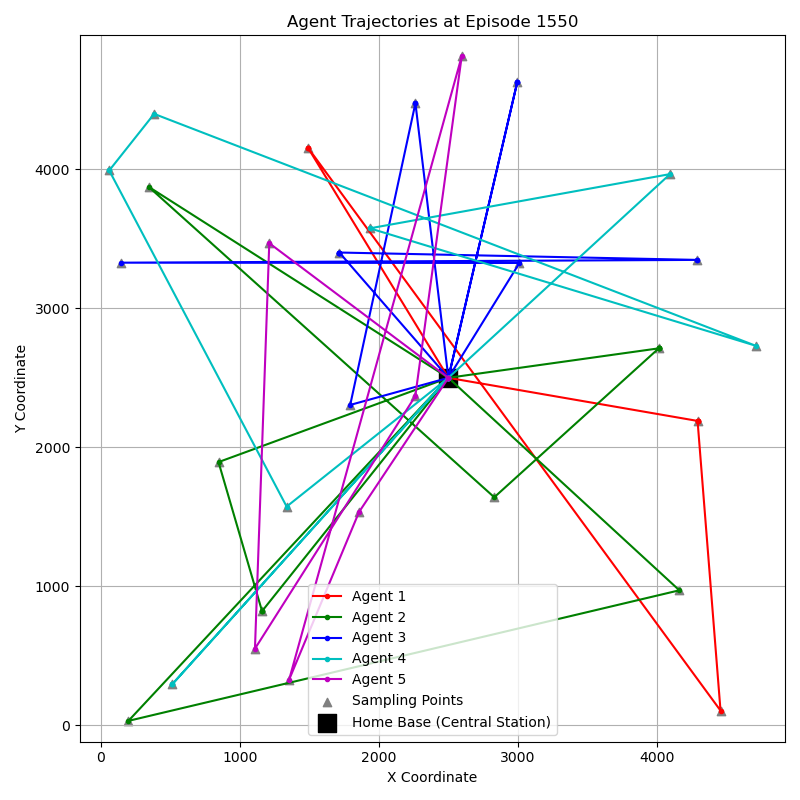 Agent Trajectories at Episode 1550
Y Coordinate
4000
3000
2000
1000
0
0 1000 2000 3000 4000
X Coordinate
Agent 1
Agent 2
Agent 3
Agent 4
Agent 5
Sampling Points
Home Base (Central Station)